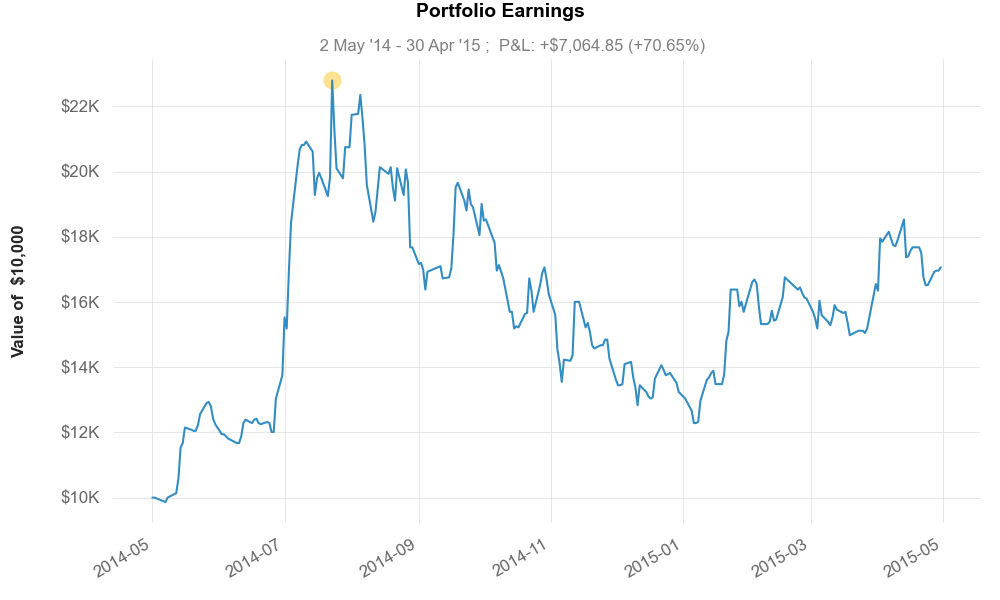 Portfolio Earnings
2 May '14 - 30 Apr '15 ;  P&L: +$7,064.85 (+70.65%)
Value of  $10,000
$22K
$20K
$18K
$16K
$14K
$12K
$10K
2014-05
2014-07
2014-09
2014-11
2015-01
2015-03
2015-05